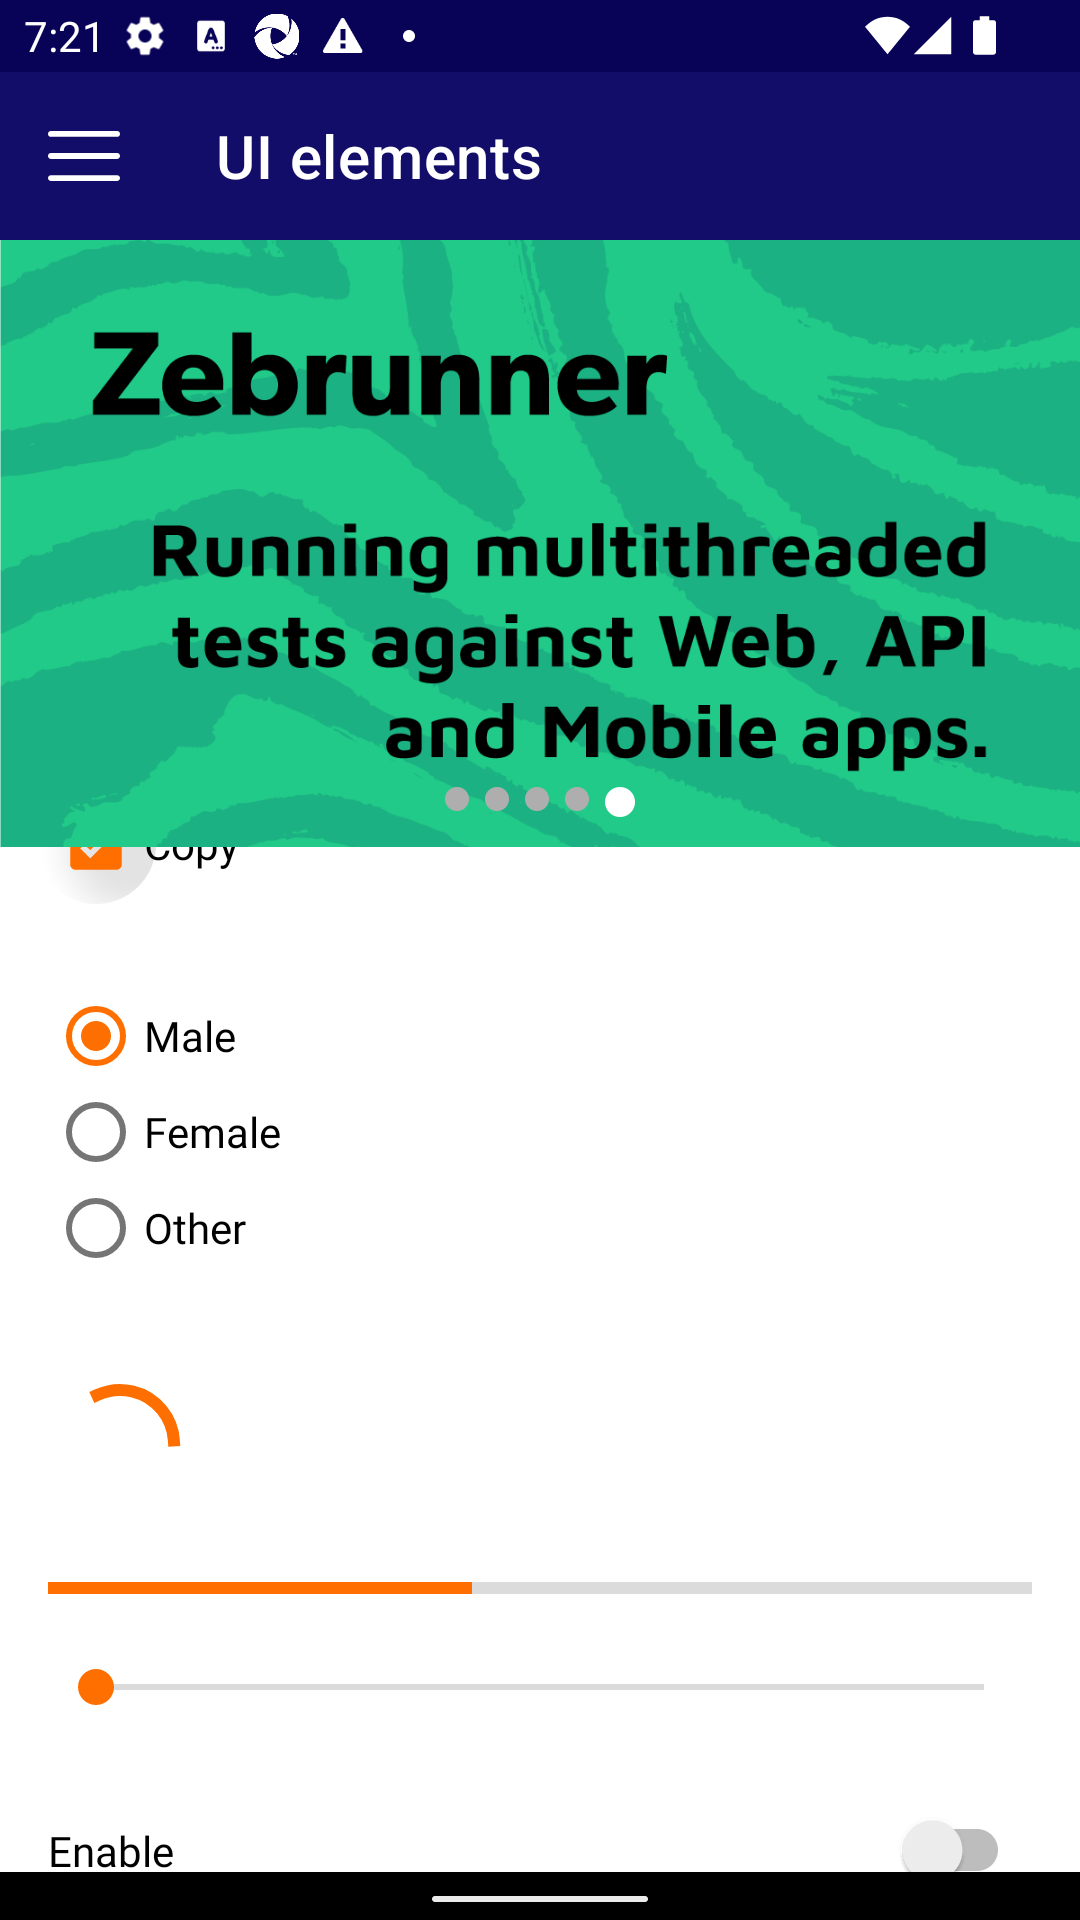 7:21
UI elements
Zebrunner
Running multithreaded
tests against Web, API
and Mobile apps.
Copy
Male
Female
Other
Enable